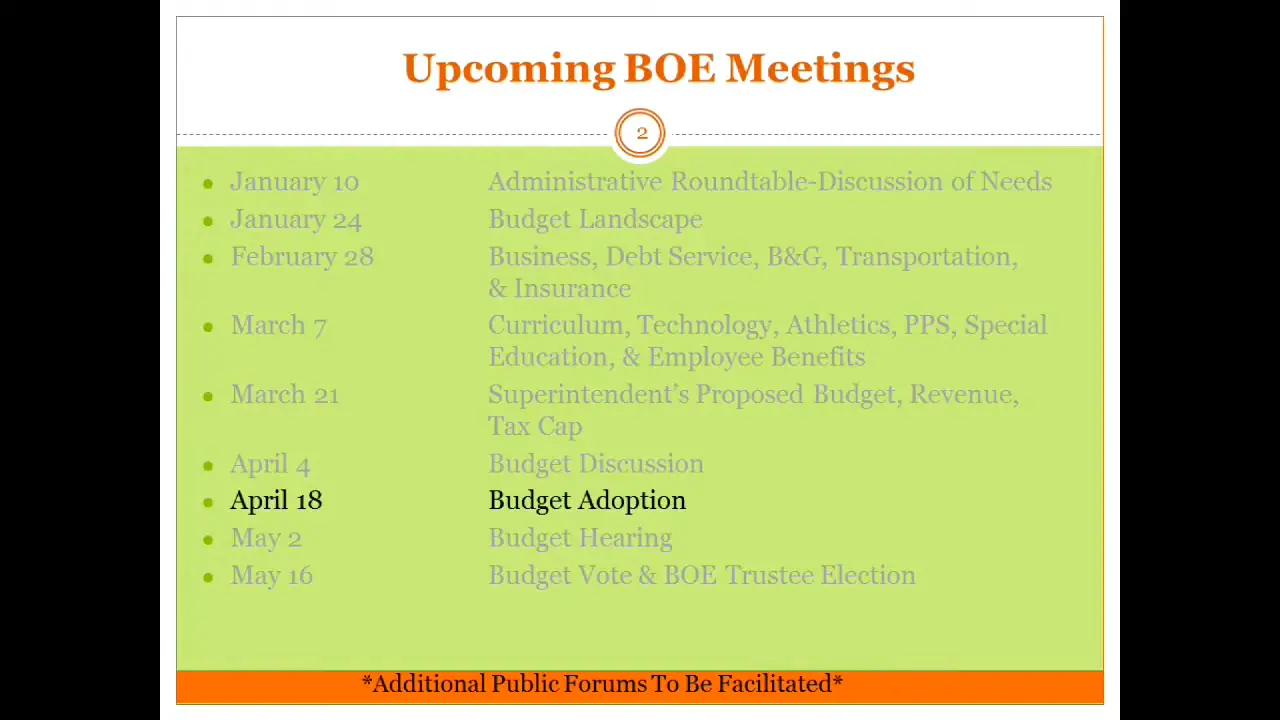 Upcoming BOE Meetings
2
• January 10 Administrative Roundtable-Discussion of Needs
• January 24 Budget Landscape
• February 28 Business, Debt Service, B&G, Transportation,
& Insurance
• March 7 Curriculum, Technology, Athletics, PPS, Special
Education, & Employee Benefits
• March 21 Superintendent’s Proposed Budget, Revenue,
Tax Cap
• April 4 Budget Discussion
• April 18 Budget Adoption
• May 2 Budget Hearing
• May 16 Budget Vote & BOE Trustee Election
*Additional Public Forums To Be Facilitated*